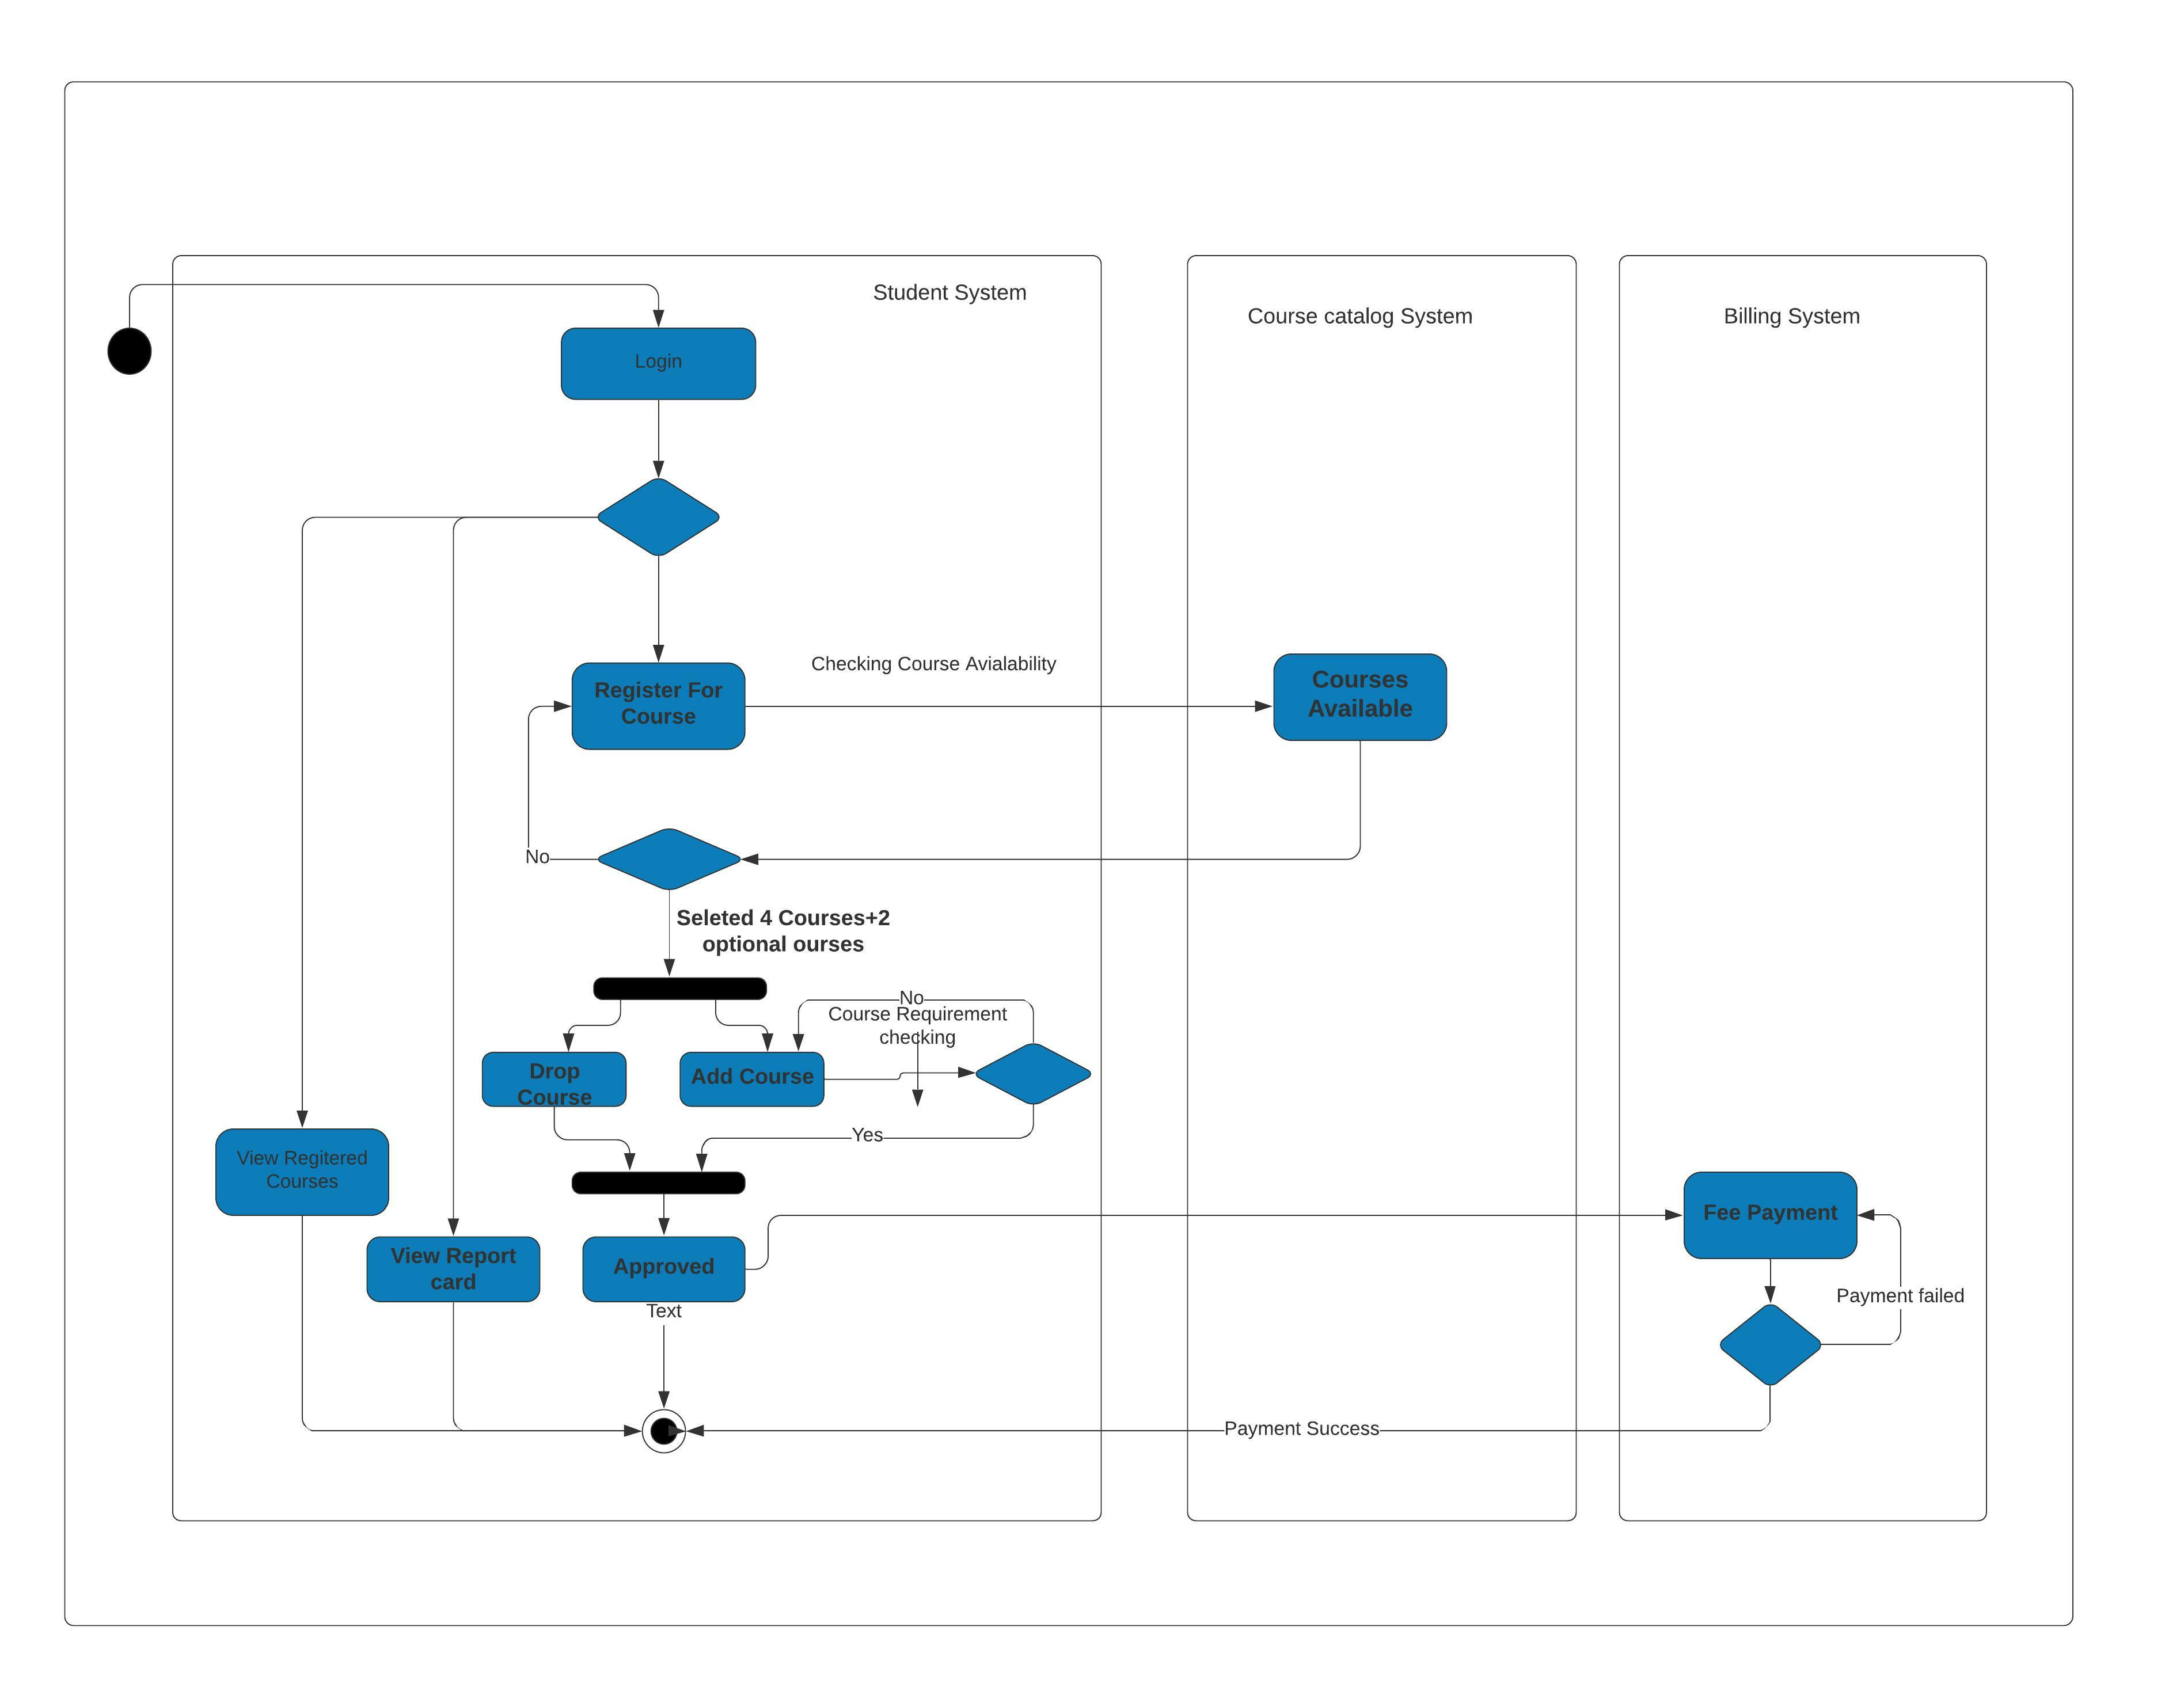 Student System
Course catalog System
Billing System
Login
Checking Course Avialability
Register For
Course
Courses
Available
No
Seleted 4 Courses+2
optional ourses
No
Course Requirement
checking
Drop
Course
Add Course
Yes
View Regitered
Courses
Fee Payment
View Report
card
Approved
Payment failed
Text
Payment Success